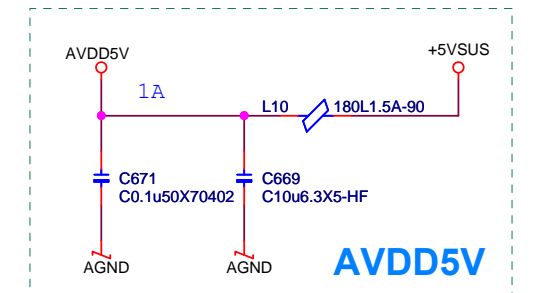 AVDD5V
+5VSUS
1A
L10
180L1.5A-90
C671
C0.1u50X70402
C669
C10u6.3X5-HF
AGND
AGND
AVDD5V